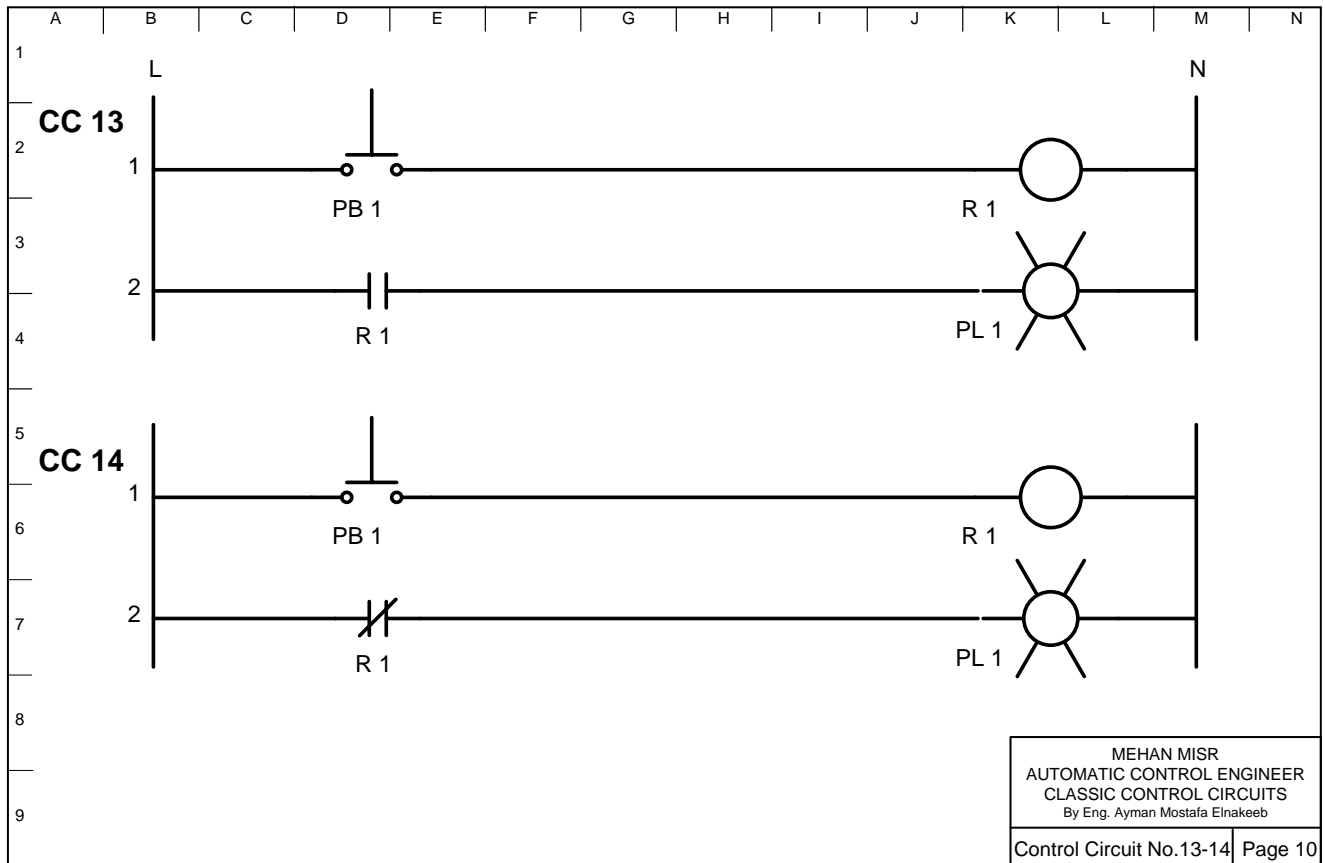 A B C D E F G H I J K L M N
1
L N
CC 13
2
1
PB 1 R 1
3
2
R 1 PL 1
4
5
CC 14
1
PB 1 R 1
6
2
7
R 1 PL 1
8
MEHAN MISR
AUTOMATIC CONTROL ENGINEER
CLASSIC CONTROL CIRCUITS
By Eng. Ayman Mostafa Elnakeeb
9
Control Circuit No.13-14 Page 10